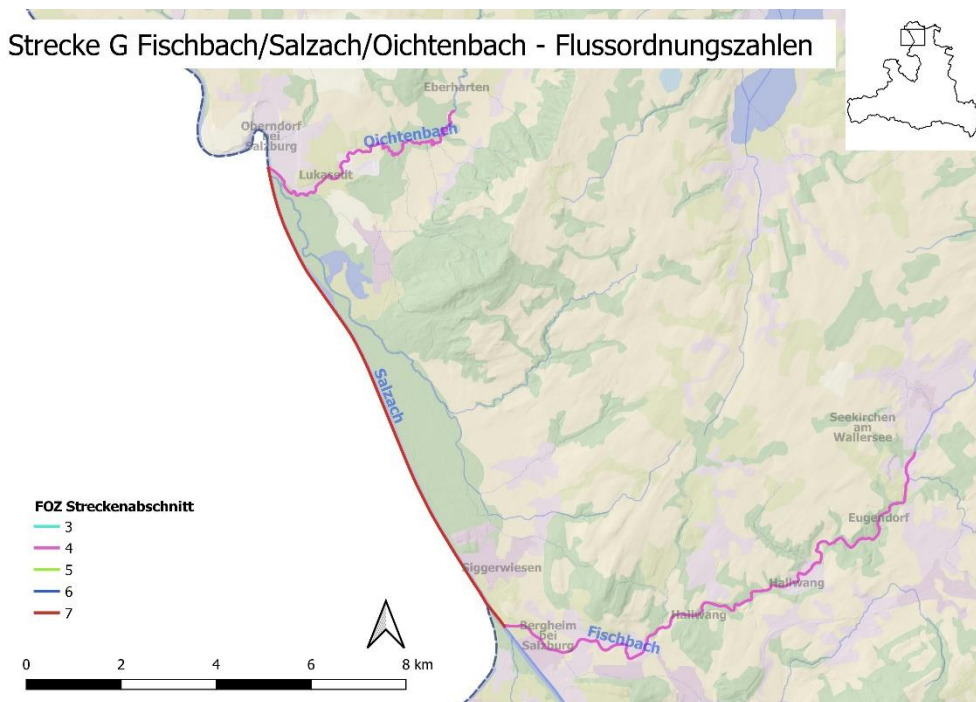 Strecke G Fischbach/Salzach/Oichtenbach - Flussordnungszahlen
Eberharten
Oichtenbach
Oberndorf
bei
Salzburg
Lukasedt
Salzach
Seekirchen
am
Wallersee
Eugendorf
Hallwang
Hallwang
Siggerwiesen
Bergheim
bei
Salzburg
Fischbach
FOZ Streckenabschnitt
3
4
5
6
7
0 2 4 6 8 km